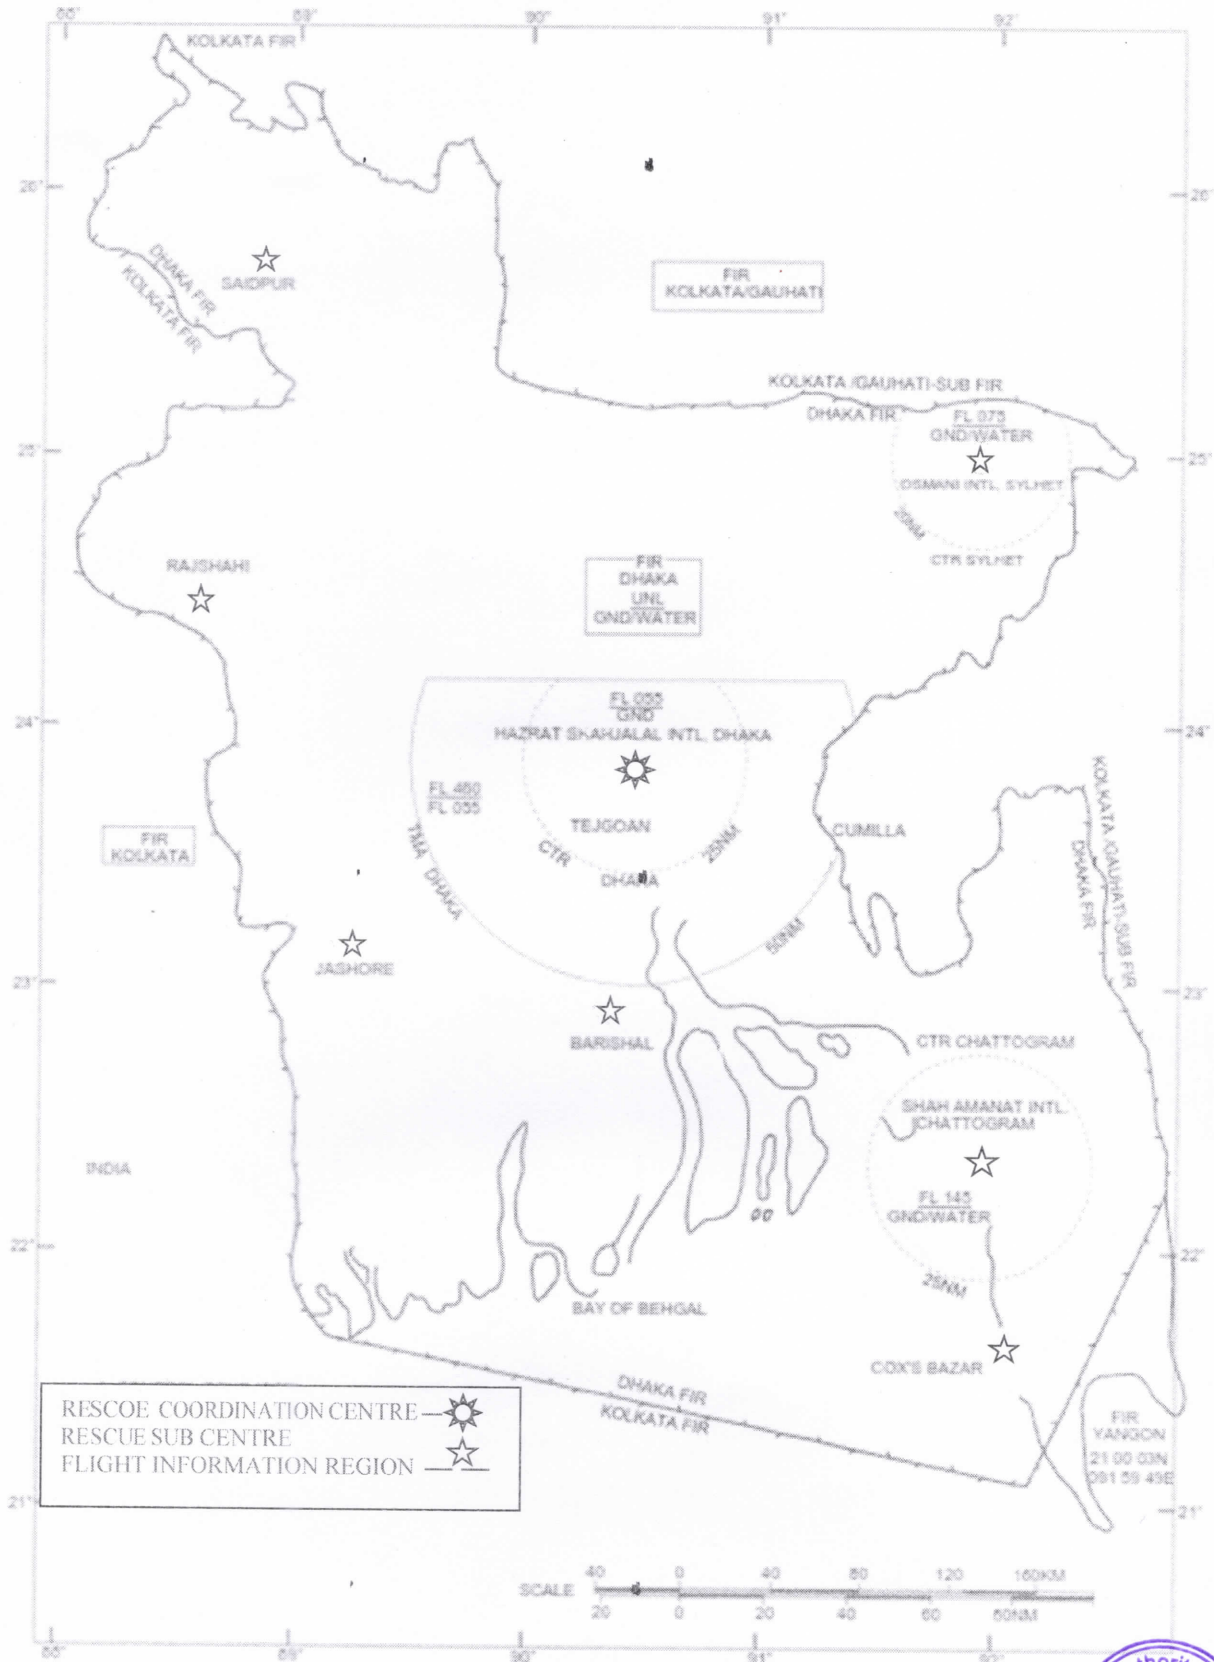 88° 89° 90° 91° 92°
KOLKATA FIR
26° 26°
DHAKA FIR
KOLKATA FIR
SAIDPUR
FIR
KOLKATA/GAUHATI
KOLKATA /GAUHATI-SUB FIR
DHAKA FIR
FL 075
GND/WATER
25° 25°
OSMANI INTL, SYLHET
20NM
CTR SYLHET
RAJSHAHI
FIR
DHAKA
UNL
GND/WATER
24° 24°
FL 055
GND
HAZRAT SHAHJALAL INTL, DHAKA
FL 460
FL 055
TEJGOAN
CTR
25NM
DHAKA
TMA DHAKA
50NM
CUMILLA
KOLKATA /GAUHATI-SUB FIR
DHAKA FIR
FIR
KOLKATA
JASHORE
23° 23°
BARISHAL
CTR CHATTOGRAM
SHAH AMANAT INTL.
CHATTOGRAM
INDIA
FL 145
GND/WATER
22° 22°
25NM
BAY OF BEHGAL
COX'S BAZAR
DHAKA FIR
KOLKATA FIR
FIR
YANGON
21 00 03N
091 59 49E
RESCOE COORDINATION CENTRE
RESCUE SUB CENTRE
FLIGHT INFORMATION REGION
21° 21°
SCALE
40 0 40 80 120 160KM
20 0 20 40 60 80NM
88° 89° 90° 91° 92°